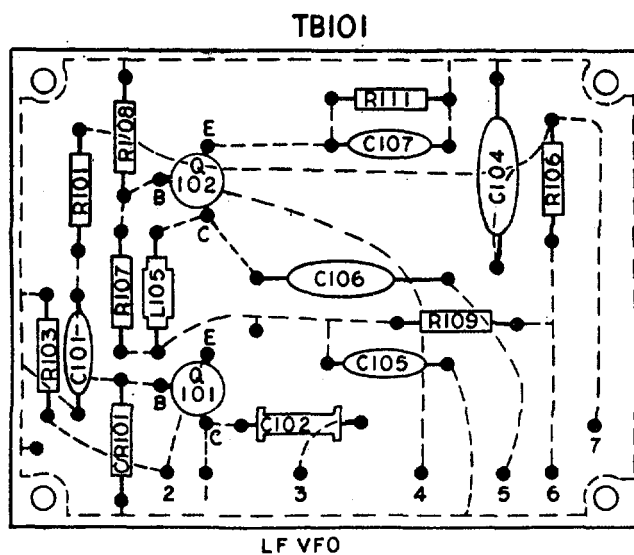 TB101
R108
E
R111
C107
C104
R106
R101
Q
102
B
C
R107
L105
C106
R109
C105
R103
C101
E
Q
101
B
C
C102
CR101
7
2
1
3
4
5
6
LF VFO